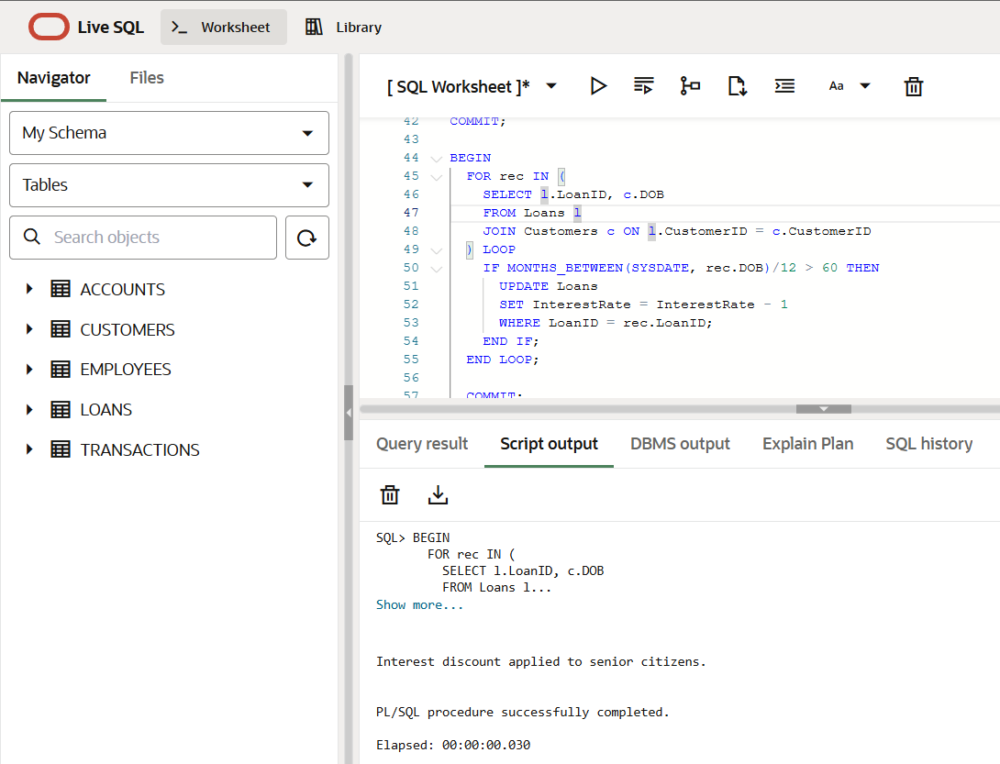 Live SQL
Worksheet
Library
Navigator
Files
[ SQL Worksheet ]*
Aa
My Schema
Tables
Search objects
ACCOUNTS
CUSTOMERS
EMPLOYEES
LOANS
TRANSACTIONS
42 COMMIT;
43
44 BEGIN
45 FOR rec IN (
46 SELECT l.LoanID, c.DOB
47 FROM Loans l
48 JOIN Customers c ON l.CustomerID = c.CustomerID
49 ) LOOP
50 IF MONTHS_BETWEEN(SYSDATE, rec.DOB)/12 > 60 THEN
51 UPDATE Loans
52 SET InterestRate = InterestRate - 1
53 WHERE LoanID = rec.LoanID;
54 END IF;
55 END LOOP;
56
57 COMMIT;
Query result
Script output
DBMS output
Explain Plan
SQL history
SQL> BEGIN
FOR rec IN (
SELECT l.LoanID, c.DOB
FROM Loans l...
Show more...
Interest discount applied to senior citizens.
PL/SQL procedure successfully completed.
Elapsed: 00:00:00.030